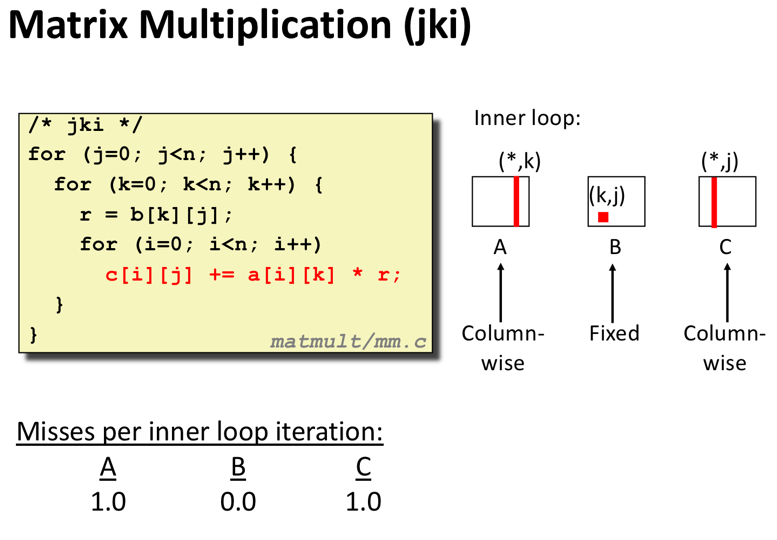 Matrix Multiplication (jki)
/* jki */
for (j=0; j<n; j++) {
for (k=0; k<n; k++) {
r = b[k][j];
for (i=0; i<n; i++)
c[i][j] += a[i][k] * r;
}
}
matmult/mm.c
Inner loop:
(*,k)
(k,j)
(*,j)
A
B
C
Column-
wise
Fixed
Column-
wise
Misses per inner loop iteration:
A B C
1.0 0.0 1.0